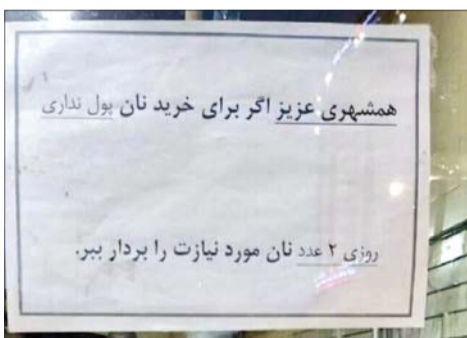 همشهری عزیز اگر برای خرید نان پول نداری
روزی ۲ عدد نان مورد نیازت را بردار ببر.